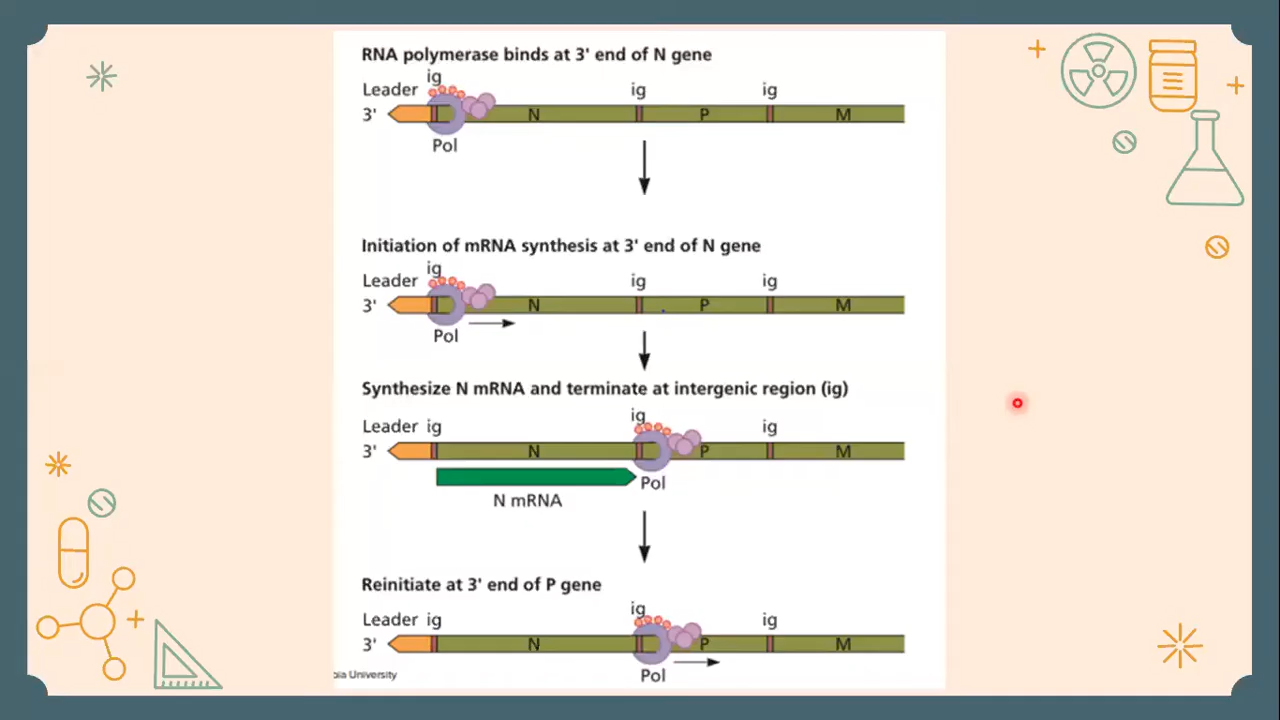 RNA polymerase binds at 3' end of N gene
ig
Leader ig ig
3' N P M
Pol
Initiation of mRNA synthesis at 3' end of N gene
ig
Leader ig ig
3' N P M
Pol
Synthesize N mRNA and terminate at intergenic region (ig)
ig
Leader ig ig
3' N P M
Pol
N mRNA
Reinitiate at 3' end of P gene
ig
Leader ig ig
3' N P M
University
Pol